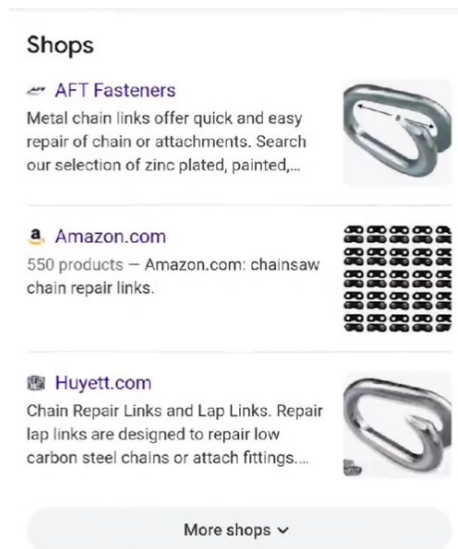 Shops
AFT Fasteners
Metal chain links offer quick and easy
repair of chain or attachments. Search
our selection of zinc plated, painted,...
a Amazon.com
550 products — Amazon.com: chainsaw
chain repair links.
Huyett.com
Chain Repair Links and Lap Links. Repair
lap links are designed to repair low
carbon steel chains or attach fittings....
More shops